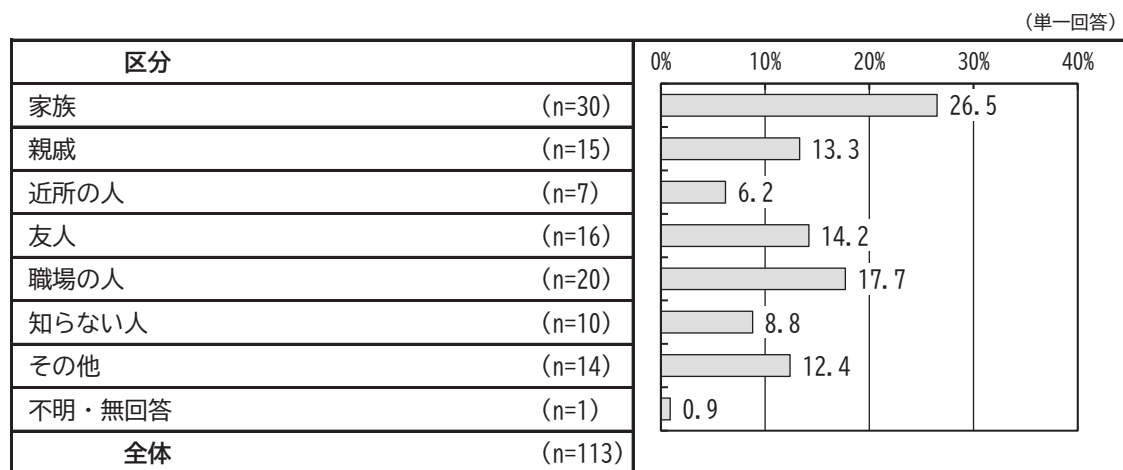 （単一回答）
区分 0% 10% 20% 30% 40%
家族 （n=30） 26.5
親戚 （n=15） 13.3
近所の人 （n=7） 6.2
友人 （n=16） 14.2
職場の人 （n=20） 17.7
知らない人 （n=10） 8.8
その他 （n=14） 12.4
不明・無回答 （n=1） 0.9
全体 （n=113）